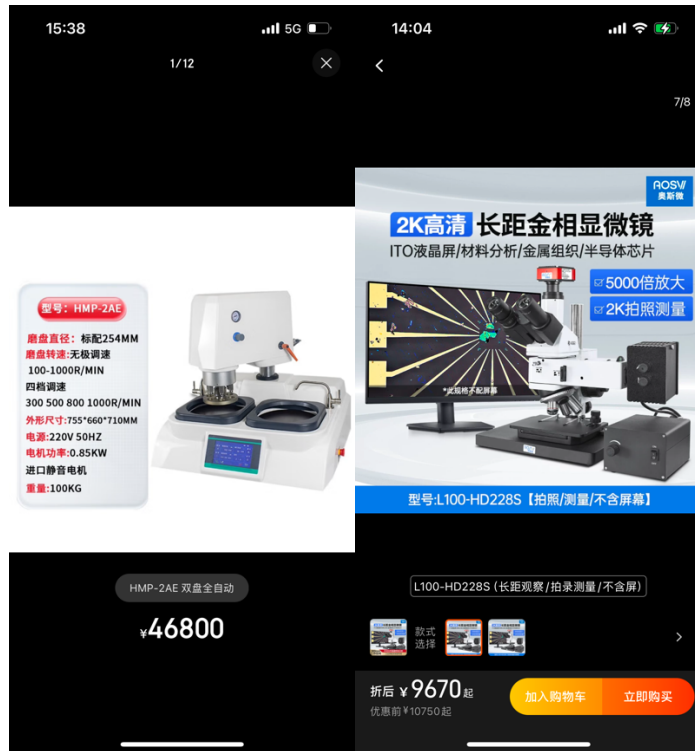 15:38
5G
1/12
型号：HMP-2AE
磨盘直径：标配254MM
磨盘转速:无极调速
100-1000R/MIN
四档调速
300 500 800 1000R/MIN
外形尺寸:755*660*710MM
电源:220V 50HZ
电机功率:0.85KW
进口静音电机
重量:100KG
HMP-2AE 双盘全自动
¥46800
14:04
7/8
AOSVI
奥斯微
2K高清 长距金相显微镜
ITO液晶屏/材料分析/金属组织/半导体芯片
5000倍放大
2K拍照测量
*此规格不配屏幕
型号:L100-HD228S【拍照/测量/不含屏幕】
L100-HD228S（长距观察/拍录测量/不含屏）
款式
选择
折后 ¥9670起
优惠前¥10750起
加入购物车
立即购买